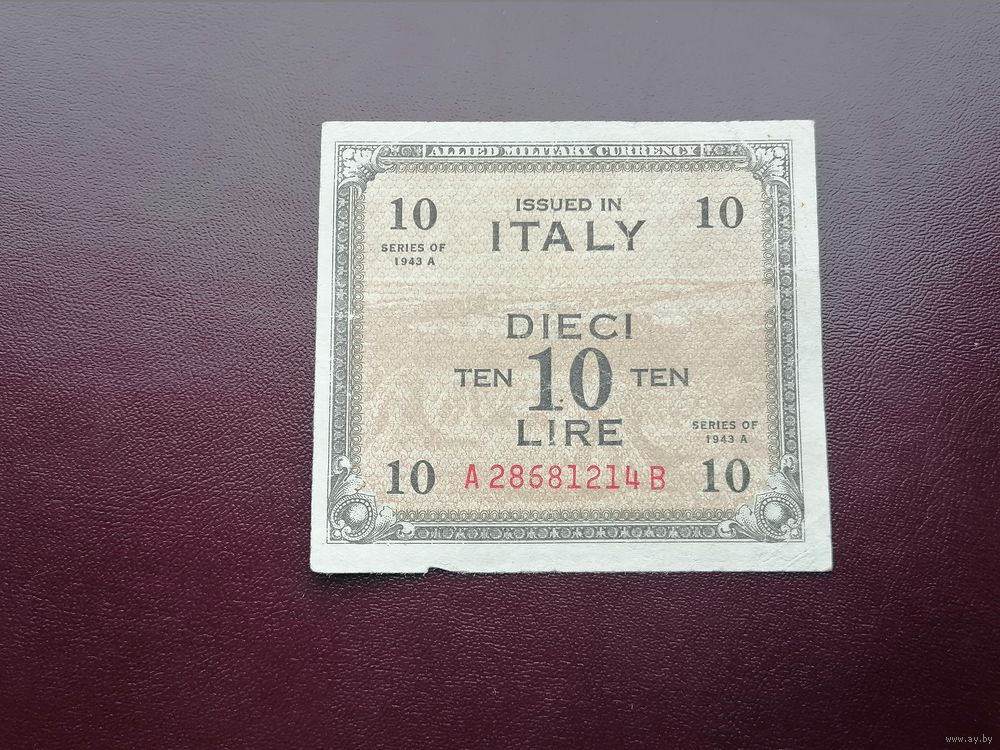 ALLIED MILITARY CURRENCY
10 ISSUED IN 10
ITALY
SERIES OF
1943 A
DIECI
TEN 10 TEN
LIRE
SERIES OF
1943 A
10 A28681214B 10
www.ay.by